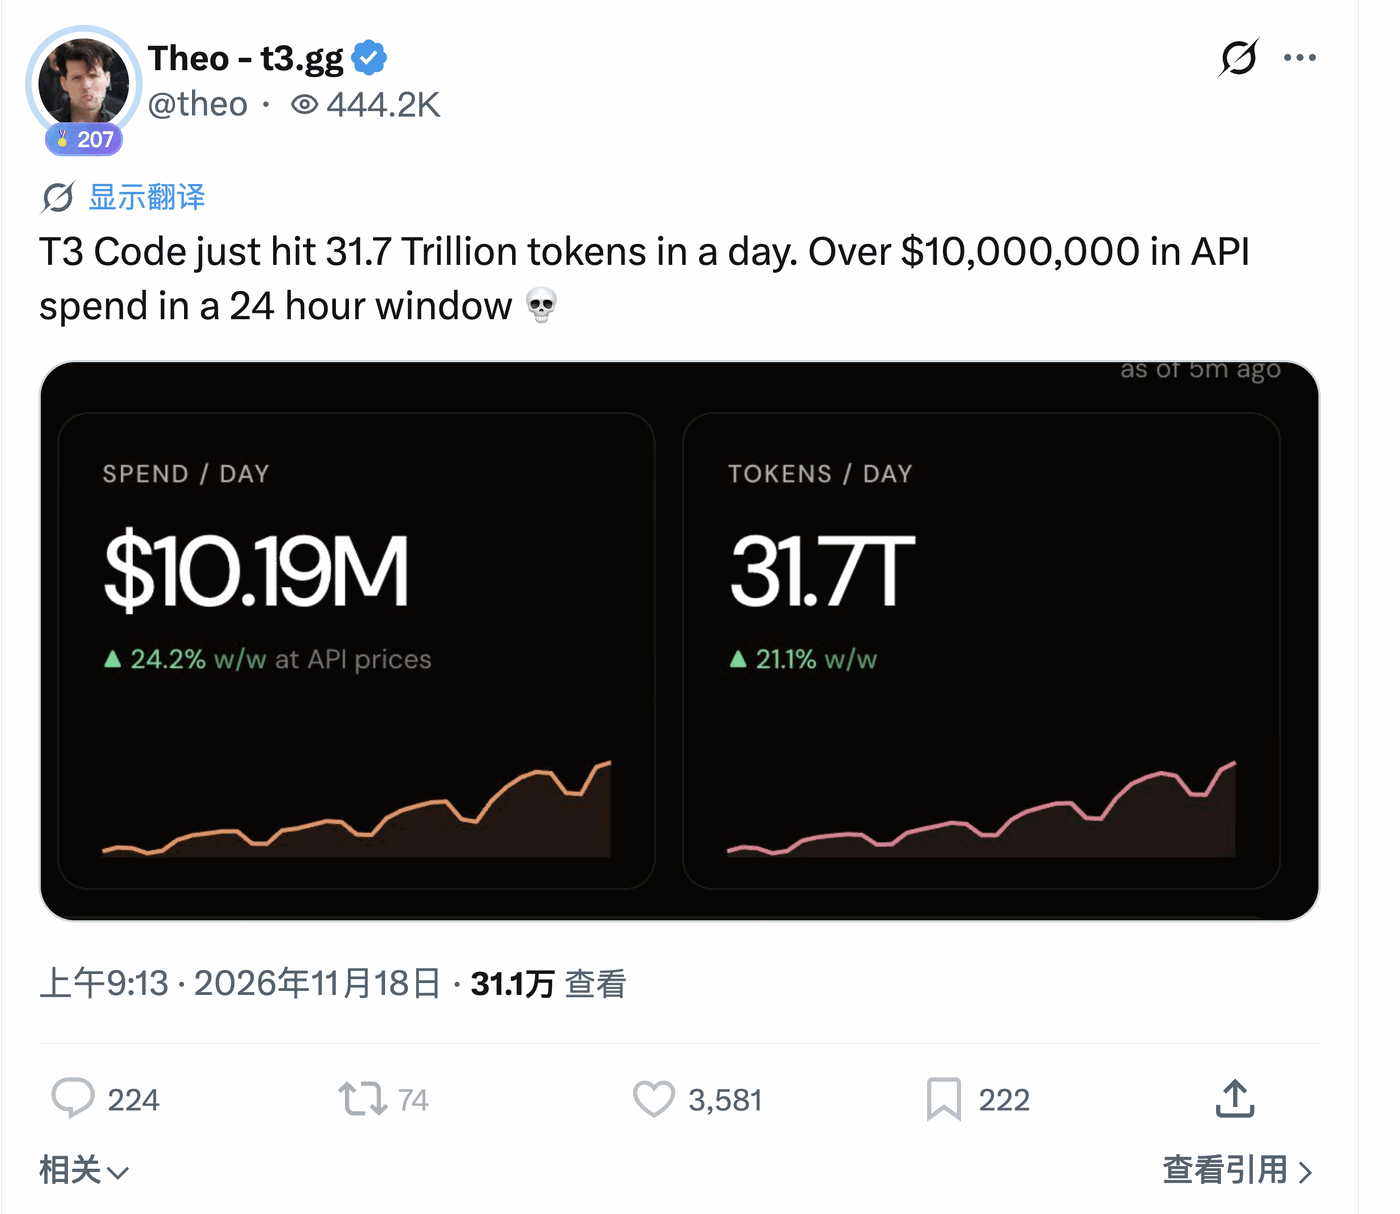 Theo - t3.gg
@theo · 444.2K
207
显示翻译
T3 Code just hit 31.7 Trillion tokens in a day. Over $10,000,000 in API
spend in a 24 hour window 💀
as of 5m ago
SPEND / DAY
$10.19M
▲ 24.2% w/w at API prices
TOKENS / DAY
31.7T
▲ 21.1% w/w
上午9:13 · 2026年11月18日 · 31.1万 查看
224
74
3,581
222
相关
查看引用